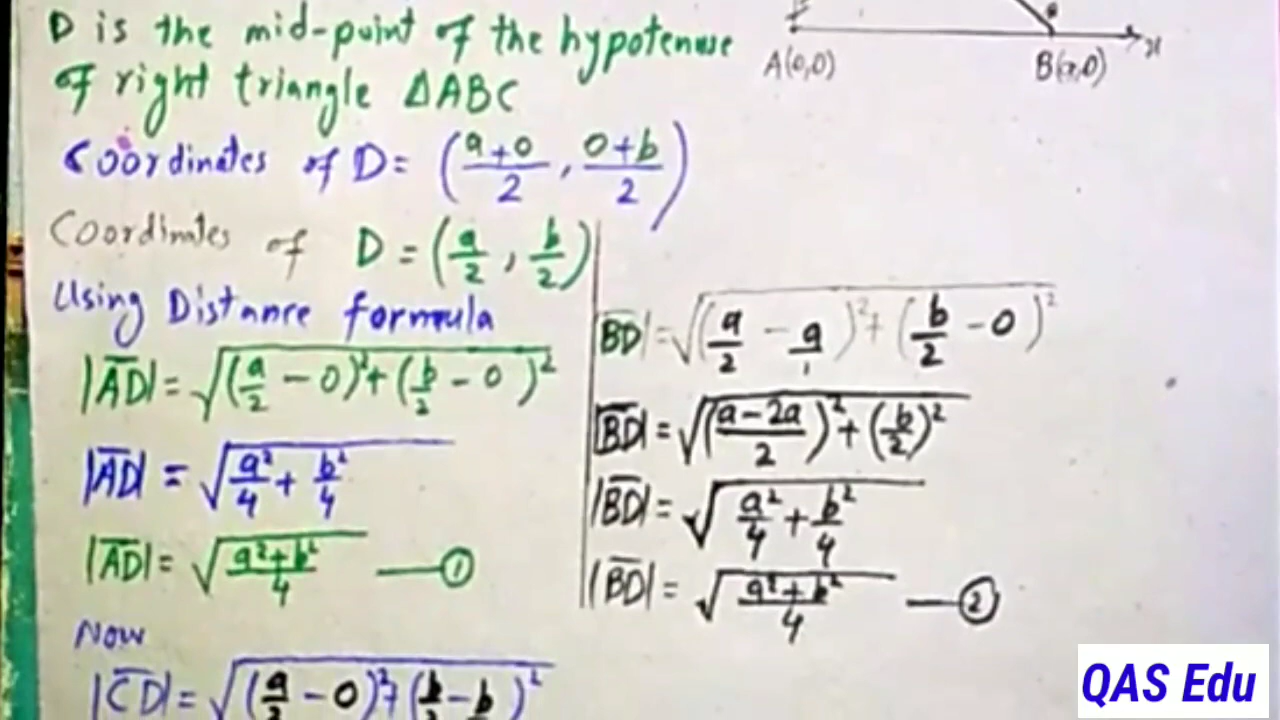 D is the mid-point of the hypotenuse
of right triangle ΔABC
A(0,0)
B(a,0)
x
Coordinates of D = (a+0/2 , 0+b/2)
Coordinates of D = (a/2 , b/2)
Using Distance formula
|AD| = √(a/2 - 0)² + (b/2 - 0)²
|AD| = √a²/4 + b²/4
|AD| = √a²+b²/4 — ①
Now
|CD| = √(a/2 - 0)² + (b/2 - b)²
|BD| = √(a/2 - a/1)² + (b/2 - 0)²
|BD| = √(a-2a/2)² + (b/2)²
|BD| = √a²/4 + b²/4
|BD| = √a²+b²/4 — ②
QAS Edu